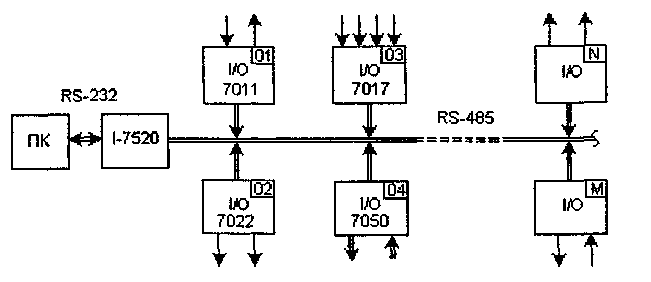 01
I/O
7011
03
I/O
7017
N
I/O
RS-232
RS-485
ПК
I-7520
02
I/O
7022
04
I/O
7050
M
I/O